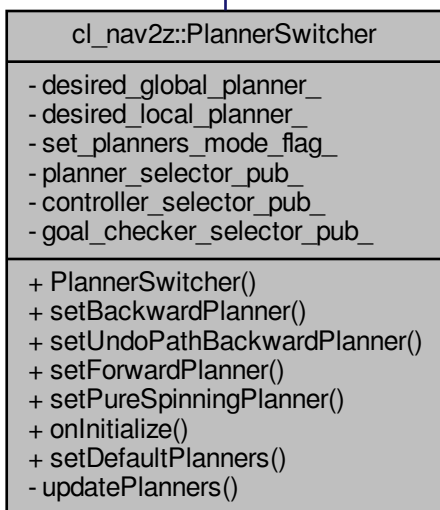 cl_nav2z::PlannerSwitcher
- desired_global_planner_
- desired_local_planner_
- set_planners_mode_flag_
- planner_selector_pub_
- controller_selector_pub_
- goal_checker_selector_pub_
+ PlannerSwitcher()
+ setBackwardPlanner()
+ setUndoPathBackwardPlanner()
+ setForwardPlanner()
+ setPureSpinningPlanner()
+ onInitialize()
+ setDefaultPlanners()
- updatePlanners()